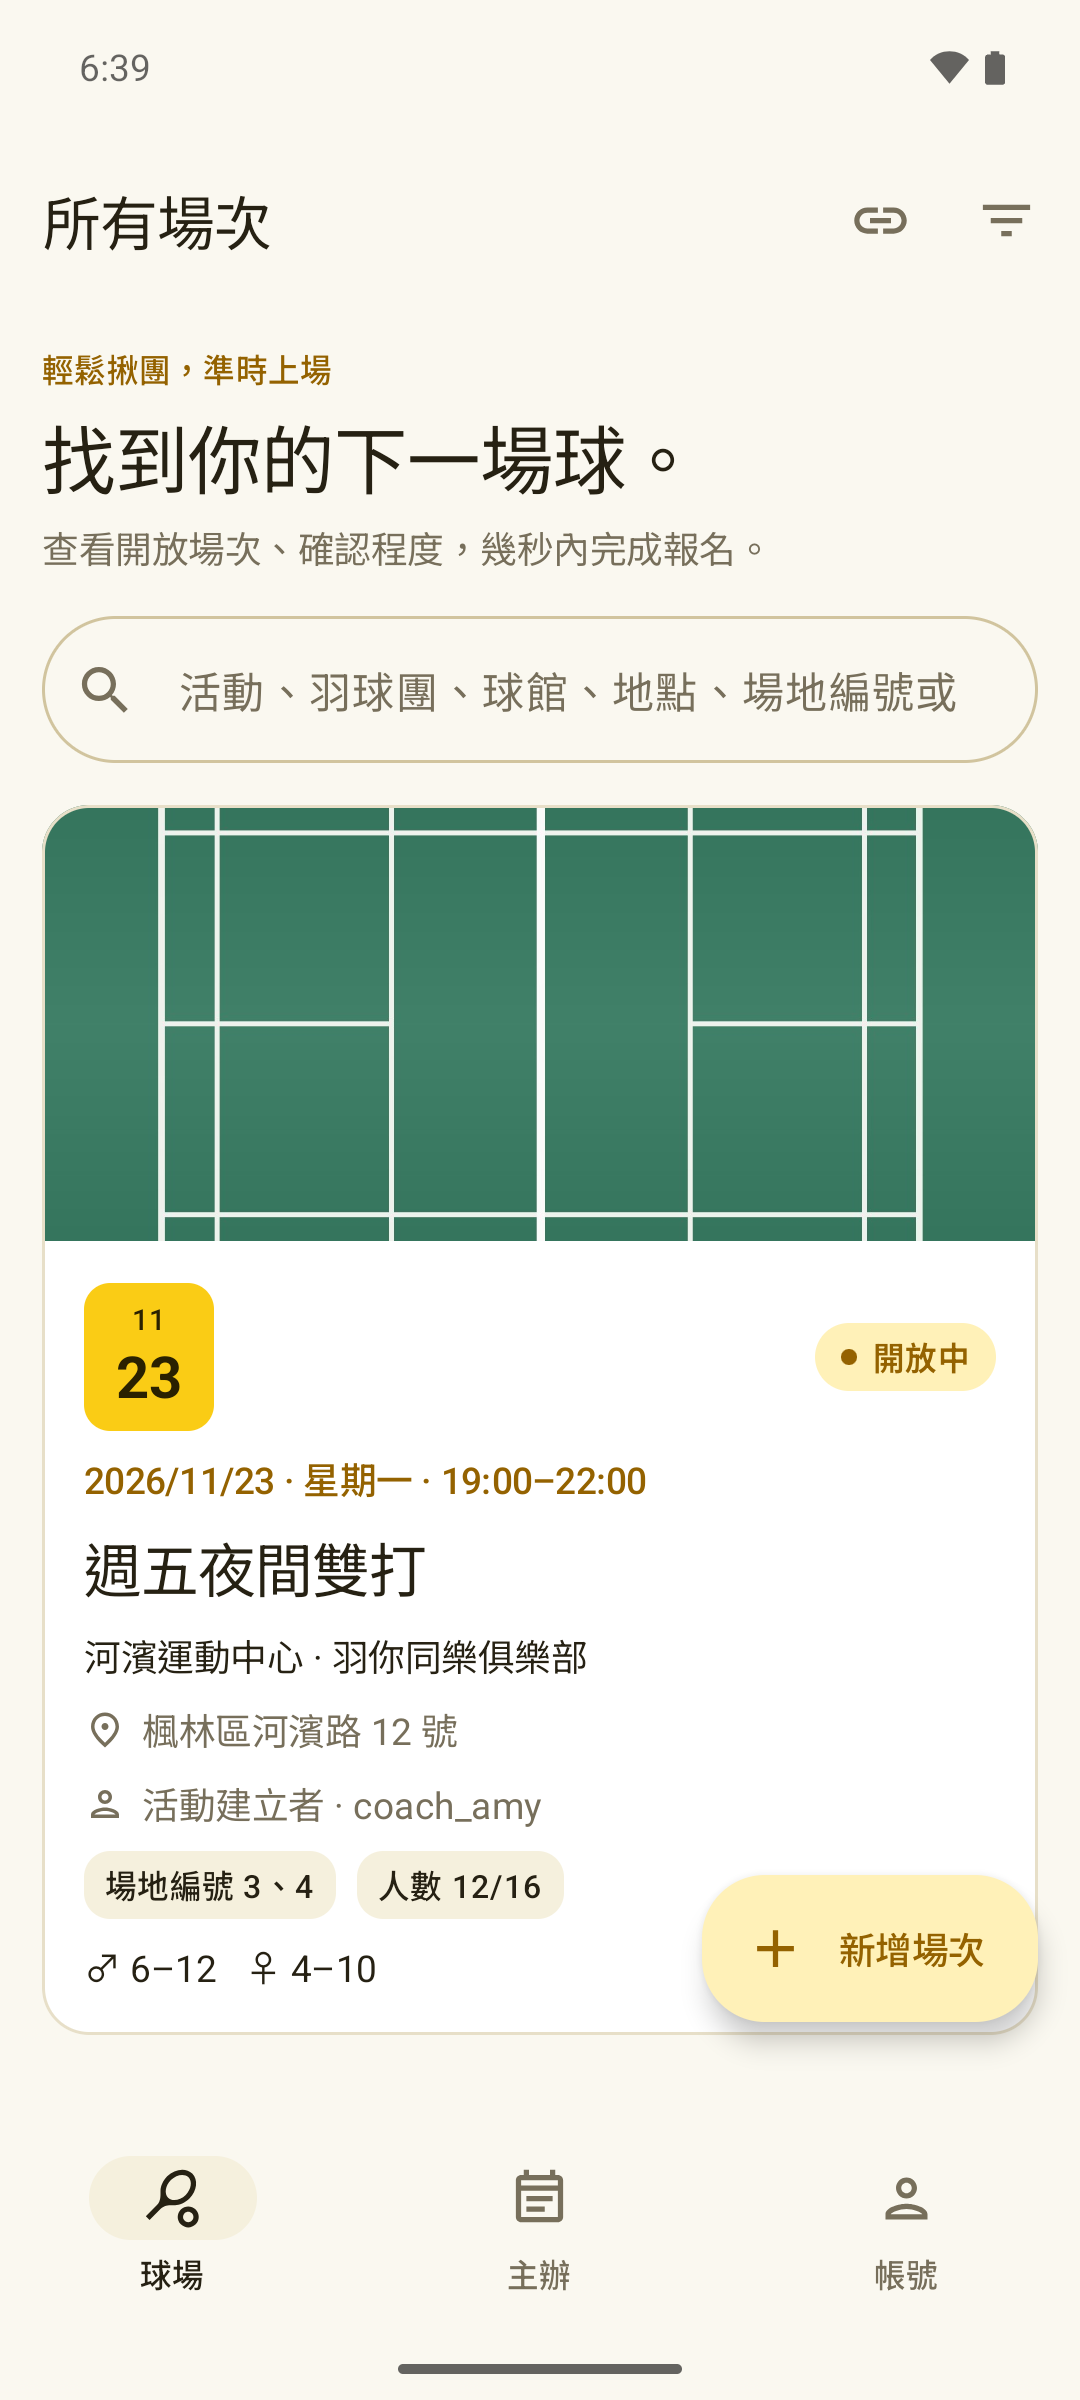 6:39
所有場次
輕鬆揪團，準時上場
找到你的下一場球。
查看開放場次、確認程度，幾秒內完成報名。
活動、羽球團、球館、地點、場地編號或
11
23
開放中
2026/11/23 · 星期一 · 19:00–22:00
週五夜間雙打
河濱運動中心 · 羽你同樂俱樂部
楓林區河濱路 12 號
活動建立者 · coach_amy
場地編號 3、4
人數 12/16
♂ 6–12 ♀ 4–10
新增場次
球場
主辦
帳號